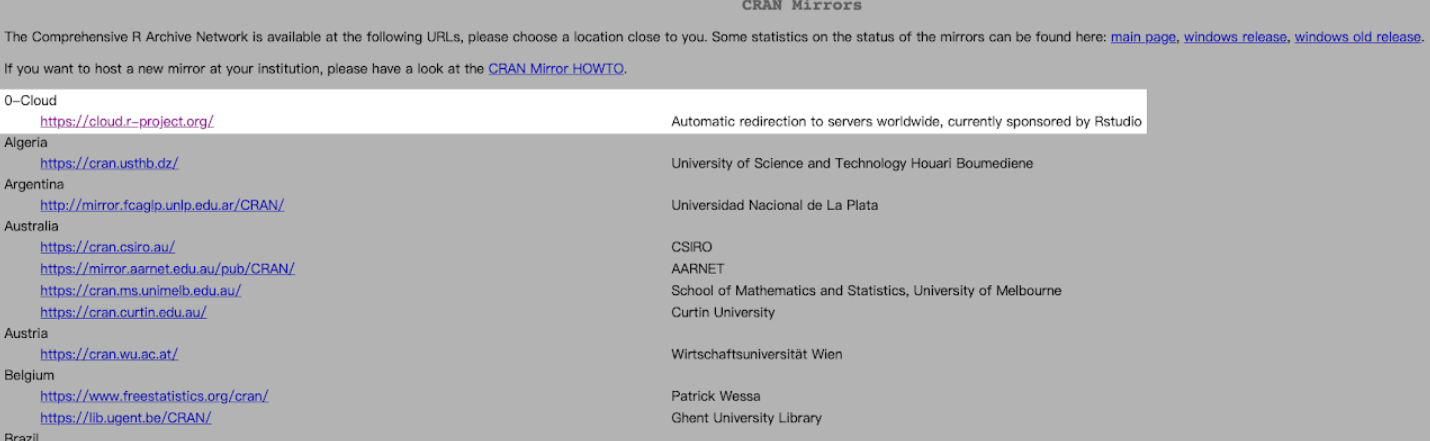 CRAN Mirrors
The Comprehensive R Archive Network is available at the following URLs, please choose a location close to you. Some statistics on the status of the mirrors can be found here: main page, windows release, windows old release.
If you want to host a new mirror at your institution, please have a look at the CRAN Mirror HOWTO.
0-Cloud
https://cloud.r-project.org/ Automatic redirection to servers worldwide, currently sponsored by Rstudio
Algeria
https://cran.usthb.dz/ University of Science and Technology Houari Boumediene
Argentina
http://mirror.fcaglp.unlp.edu.ar/CRAN/ Universidad Nacional de La Plata
Australia
https://cran.csiro.au/ CSIRO
https://mirror.aarnet.edu.au/pub/CRAN/ AARNET
https://cran.ms.unimelb.edu.au/ School of Mathematics and Statistics, University of Melbourne
https://cran.curtin.edu.au/ Curtin University
Austria
https://cran.wu.ac.at/ Wirtschaftsuniversität Wien
Belgium
https://www.freestatistics.org/cran/ Patrick Wessa
https://lib.ugent.be/CRAN/ Ghent University Library
Brazil